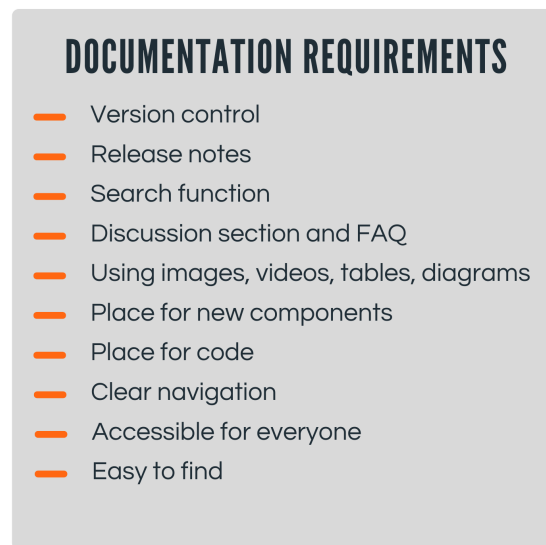 DOCUMENTATION REQUIREMENTS
Version control
Release notes
Search function
Discussion section and FAQ
Using images, videos, tables, diagrams
Place for new components
Place for code
Clear navigation
Accessible for everyone
Easy to find